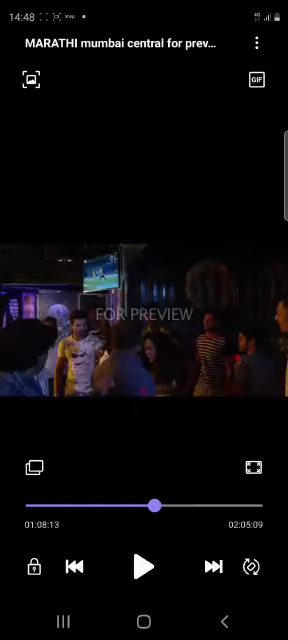 14:48
MARATHI mumbai central for prev...
GIF
FOR PREVIEW
01:08:13
02:05:09